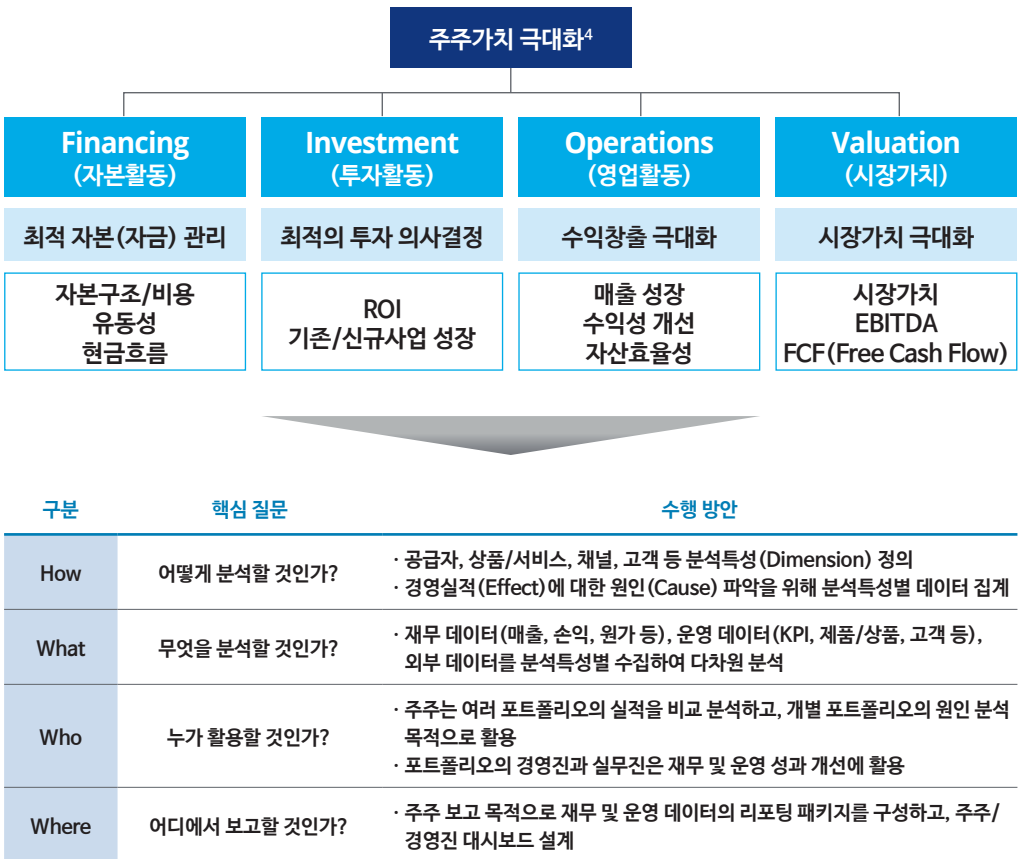 주주가치 극대화4
Financing
(자본활동)
최적 자본(자금) 관리
자본구조/비용
유동성
현금흐름
Investment
(투자활동)
최적의 투자 의사결정
ROI
기존/신규사업 성장
Operations
(영업활동)
수익창출 극대화
매출 성장
수익성 개선
자산효율성
Valuation
(시장가치)
시장가치 극대화
시장가치
EBITDA
FCF(Free Cash Flow)
구분 핵심 질문 수행 방안
How
어떻게 분석할 것인가?
· 공급자, 상품/서비스, 채널, 고객 등 분석특성(Dimension) 정의
· 경영실적(Effect)에 대한 원인(Cause) 파악을 위해 분석특성별 데이터 집계
What
무엇을 분석할 것인가?
· 재무 데이터(매출, 손익, 원가 등), 운영 데이터(KPI, 제품/상품, 고객 등),
외부 데이터를 분석특성별 수집하여 다차원 분석
Who
누가 활용할 것인가?
· 주주는 여러 포트폴리오의 실적을 비교 분석하고, 개별 포트폴리오의 원인 분석
목적으로 활용
· 포트폴리오의 경영진과 실무진은 재무 및 운영 성과 개선에 활용
Where
어디에서 보고할 것인가?
· 주주 보고 목적으로 재무 및 운영 데이터의 리포팅 패키지를 구성하고, 주주/
경영진 대시보드 설계